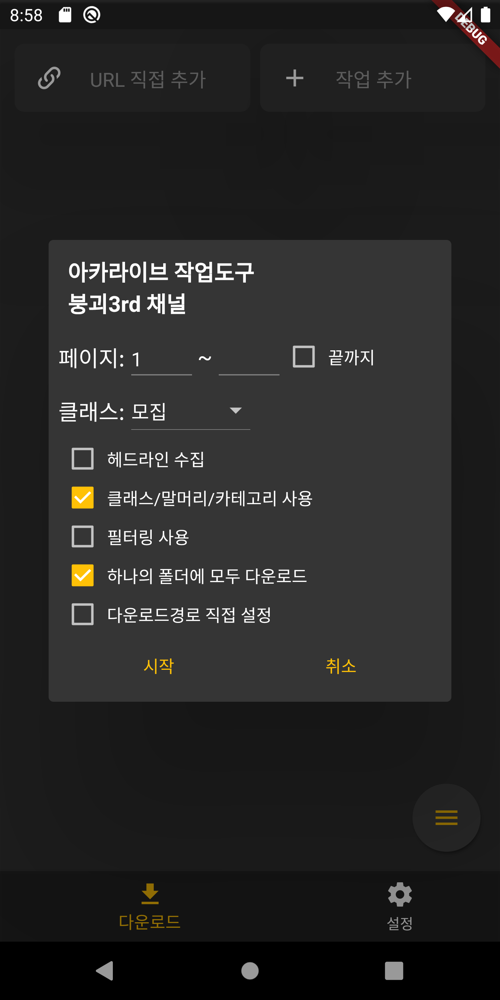 8:58
DEBUG
URL 직접 추가
작업 추가
아카라이브 작업도구
붕괴3rd 채널
페이지: 1 ~ 끝까지
클래스: 모집
헤드라인 수집
클래스/말머리/카테고리 사용
필터링 사용
하나의 폴더에 모두 다운로드
다운로드경로 직접 설정
시작 취소
다운로드 설정